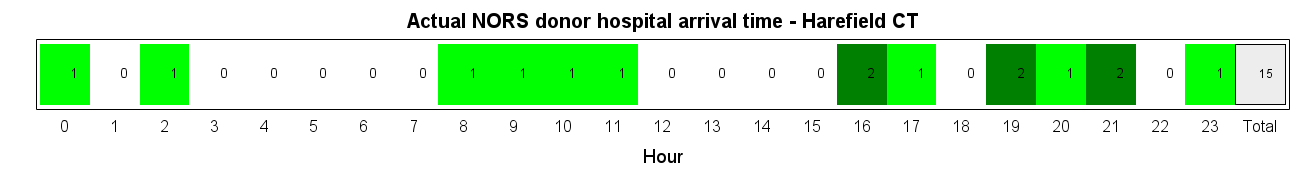 Actual NORS donor hospital arrival time - Harefield CT
1 0 1 0 0 0 0 0 1 1 1 1 0 0 0 0 2 1 0 2 1 2 0 1 15
0 1 2 3 4 5 6 7 8 9 10 11 12 13 14 15 16 17 18 19 20 21 22 23 Total
Hour